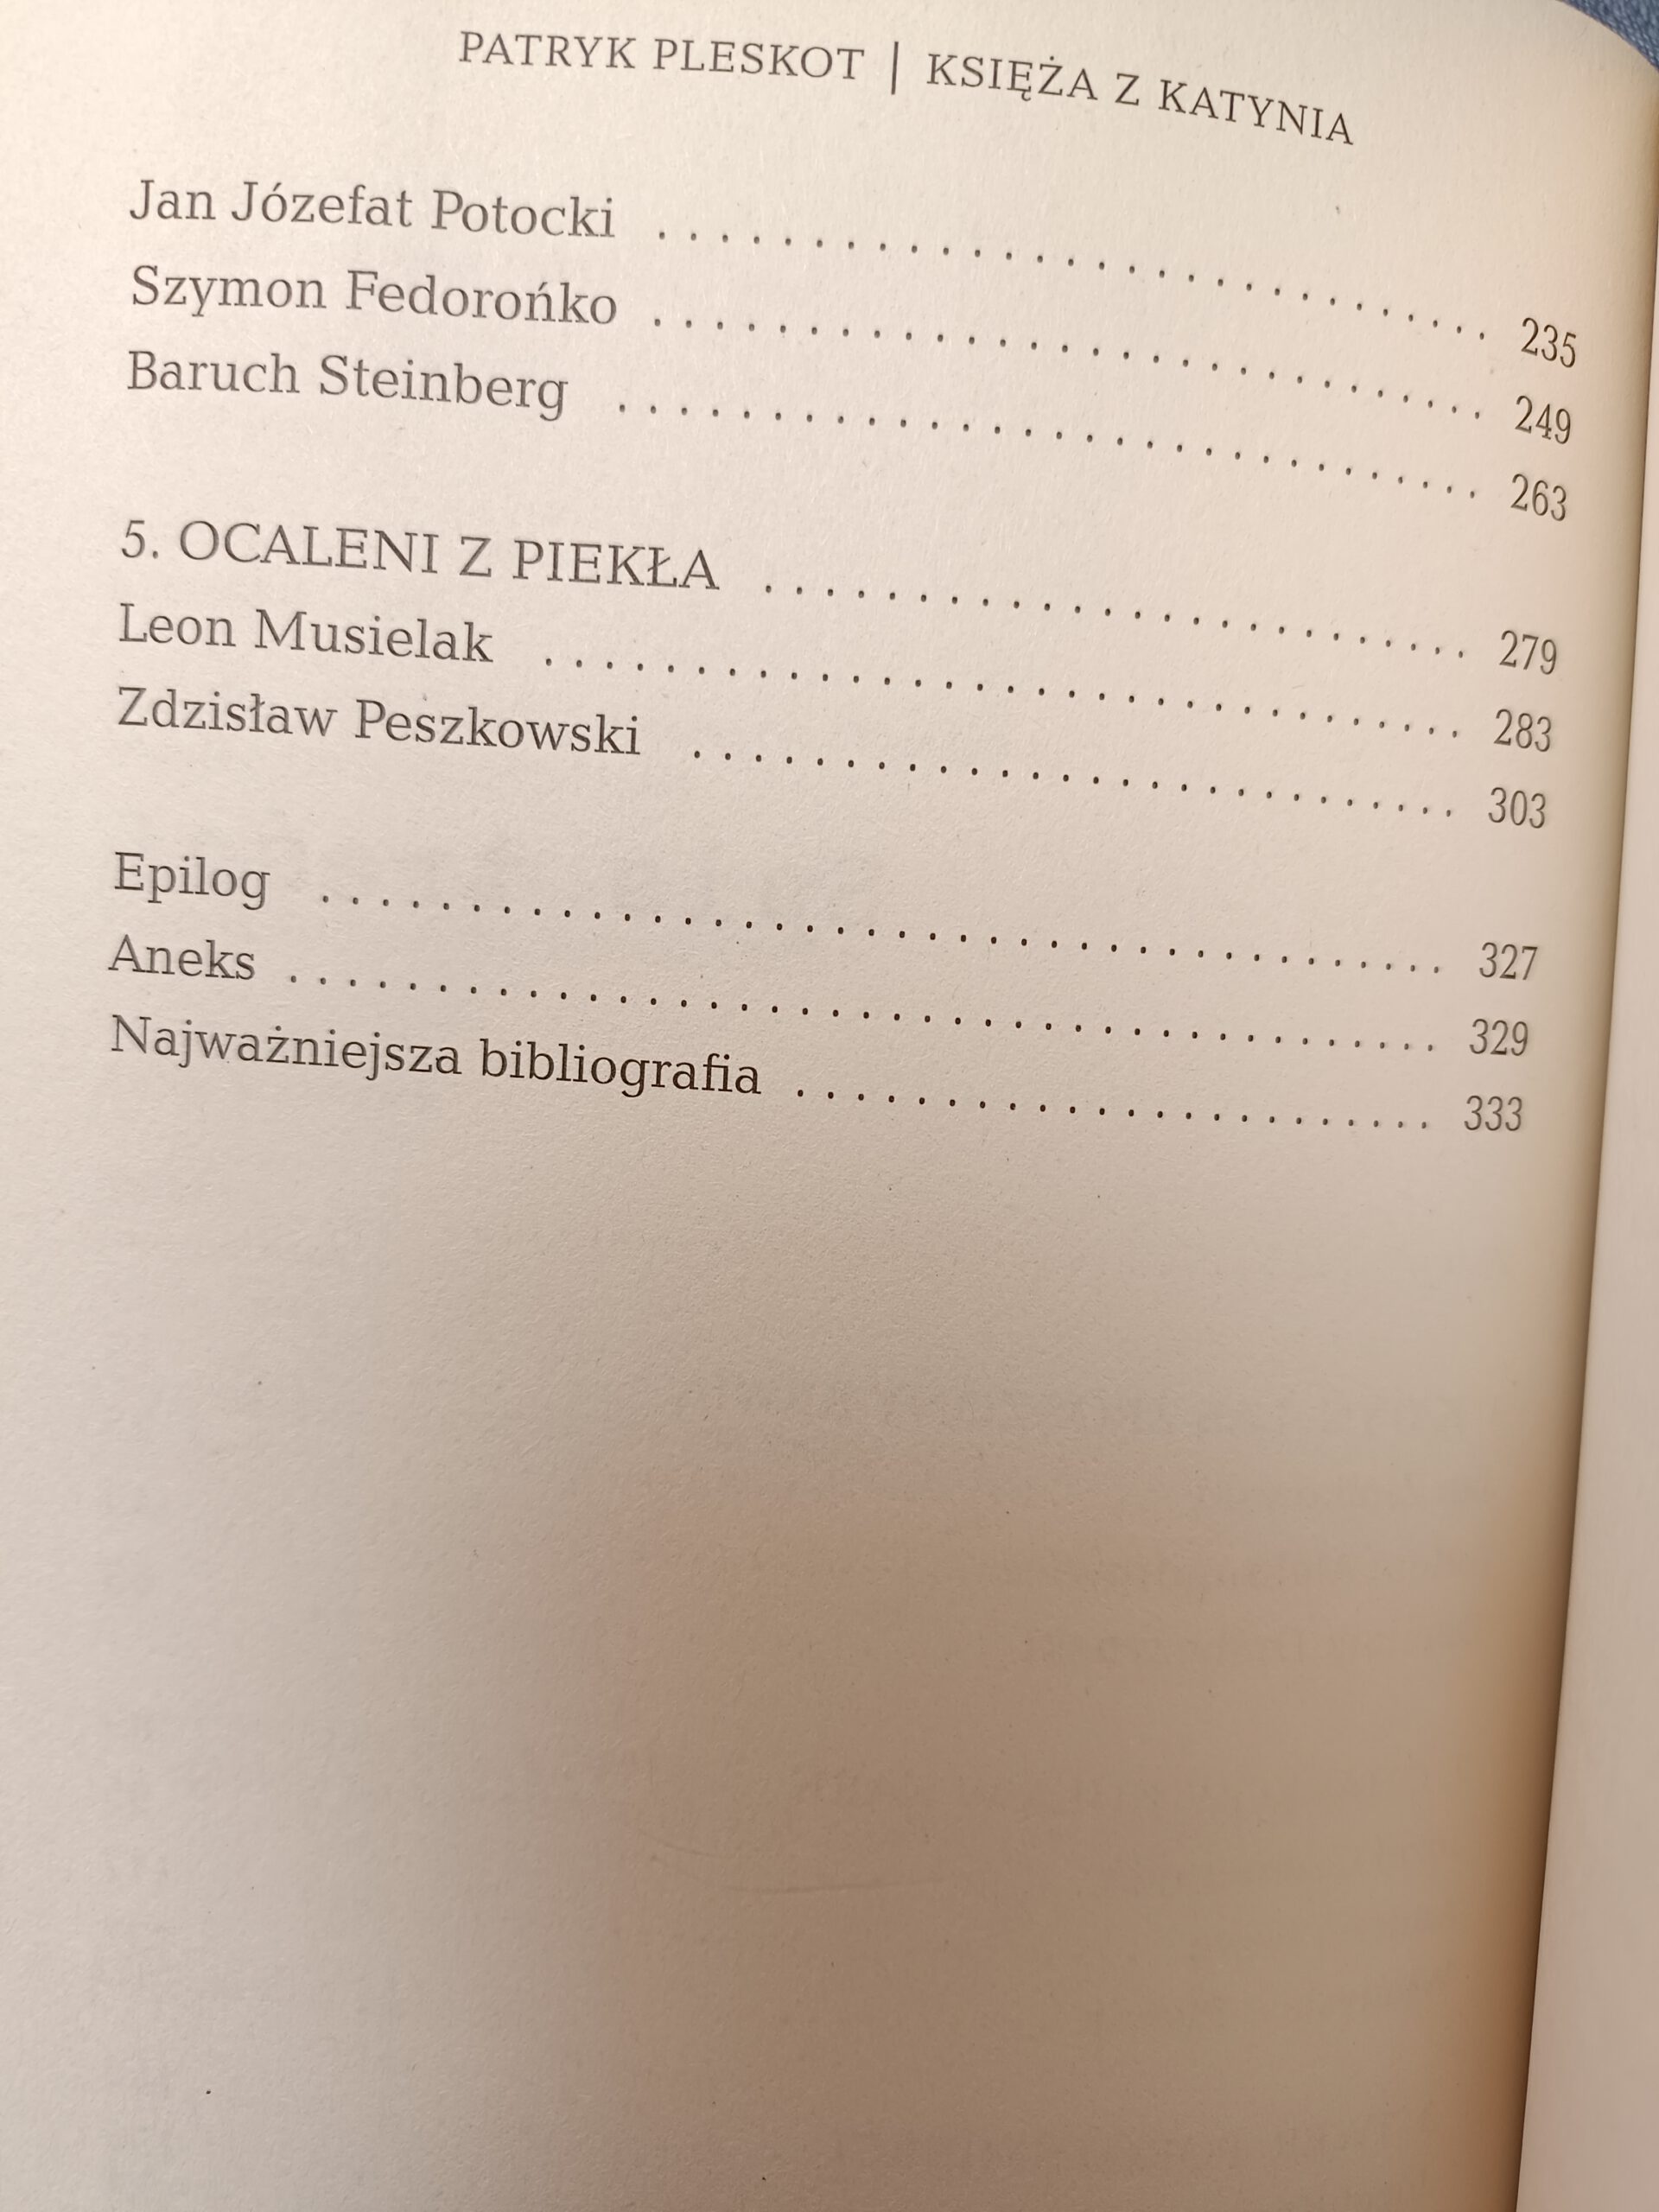 PATRYK PLESKOT | KSIĘŻA Z KATYNIA
Jan Józefat Potocki . . . . . . . . . . . . . . . . . . . . . . . . . . . 235
Szymon Fedorońko . . . . . . . . . . . . . . . . . . . . . . . . . . . 249
Baruch Steinberg . . . . . . . . . . . . . . . . . . . . . . . . . . . . 263
5. OCALENI Z PIEKŁA . . . . . . . . . . . . . . . . . . . . . . . . 279
Leon Musielak . . . . . . . . . . . . . . . . . . . . . . . . . . . . . . 283
Zdzisław Peszkowski . . . . . . . . . . . . . . . . . . . . . . . . . 303
Epilog . . . . . . . . . . . . . . . . . . . . . . . . . . . . . . . . . . . . . 327
Aneks . . . . . . . . . . . . . . . . . . . . . . . . . . . . . . . . . . . . . . 329
Najważniejsza bibliografia . . . . . . . . . . . . . . . . . . . . . 333